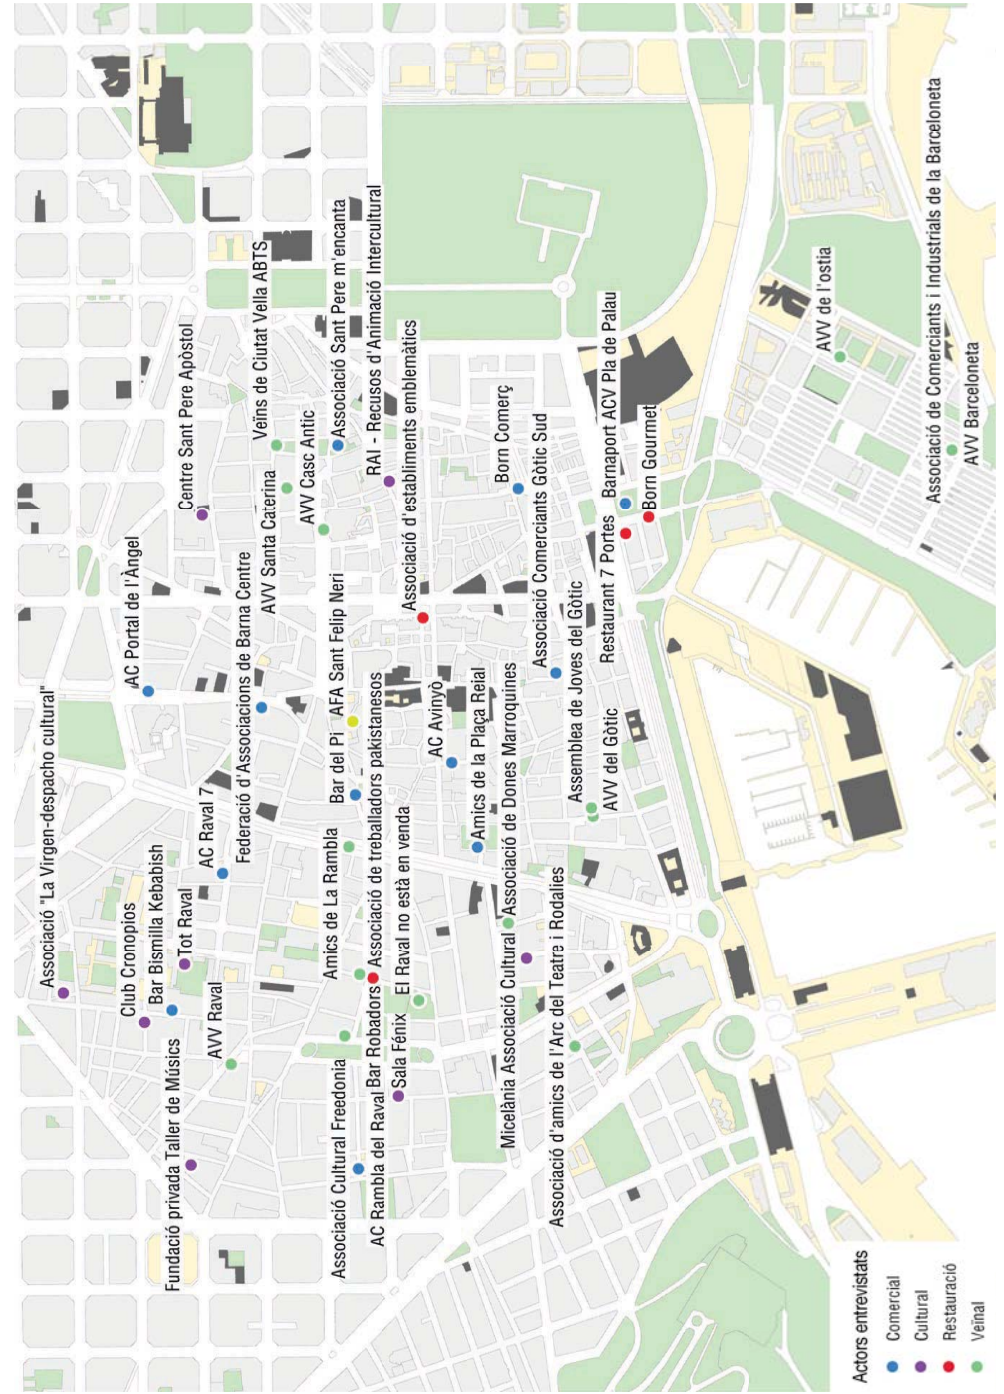 Associació "La Virgen-despacho cultural"
AC Portal de l'Àngel
Centre Sant Pere Apòstol
Club Cronopios
Bar Bismilla Kebabish
Tot Raval
AC Raval 7
Federació d'Associacions de Barna Centre
Fundació privada Taller de Músics
AVV Raval
AVV Santa Caterina
Veïns de Ciutat Vella ABTS
AVV Casc Antic
Associació Sant Pere m'encanta
Bar del Pi
AFA Sant Felip Neri
Amics de La Rambla
Associació Cultural Freedonia
RAI - Recusos d'Animació Intercultural
Associació de treballadors pakistanesos
Bar Robadors
AC Rambla del Raval
Sala Fénix
El Raval no està en venda
Associació d'establiments emblemàtics
AC Avinyò
Amics de la Plaça Reial
Born Comerç
Associació de Dones Marroquines
Micelània Associació Cultural
Associació Comerciants Gòtic Sud
Associació d'amics de l'Arc del Teatre i Rodalies
Assemblea de Joves del Gòtic
AVV del Gòtic
Restaurant 7 Portes
Barnaport ACV Pla de Palau
Born Gourmet
AVV de l'ostia
Associació de Comerciants i Industrials de la Barceloneta
AVV Barceloneta
Actors entrevistats
Comercial
Cultural
Restauració
Veïnal